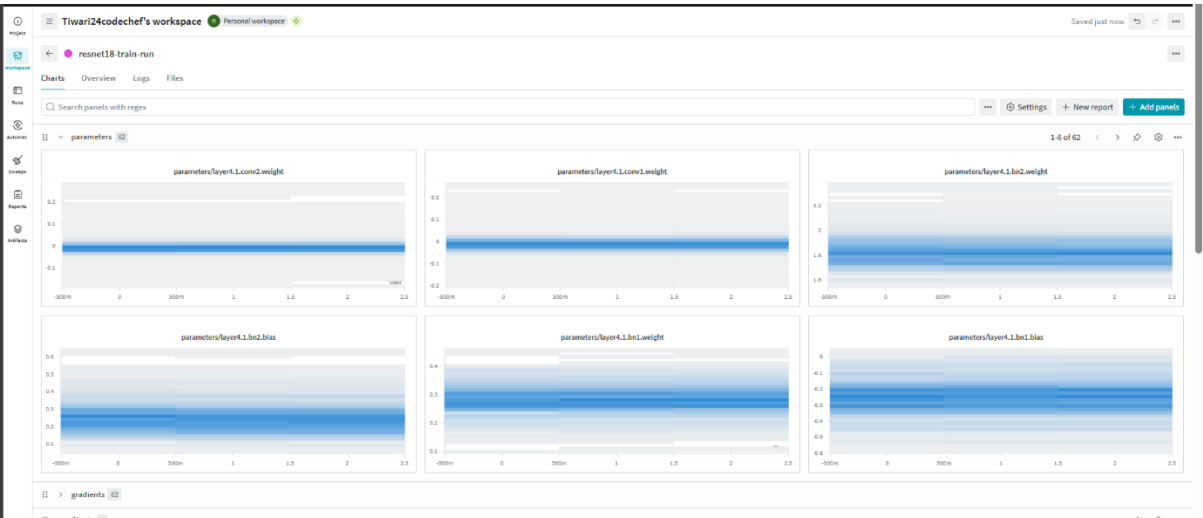 Project
Tiwari24codechef's workspace
Personal workspace
Saved just now
Workspace
resnet18-train-run
Charts Overview Logs Files
Runs
Search panels with regex
Settings
+ New report
+ Add panels
Automat.
parameters 62
1-6 of 62
Sweeps
Reports
Artifacts
parameters/layer4.1.conv2.weight
0.2
0.1
0
-0.1
-500m 0 500m 1 1.5 2 2.5
parameters/layer4.1.conv1.weight
0.2
0.1
0
-0.1
-0.2
-500m 0 500m 1 1.5 2 2.5
parameters/layer4.1.bn2.weight
2.2
2
1.8
1.6
-500m 0 500m 1 1.5 2 2.5
parameters/layer4.1.bn2.bias
0.6
0.5
0.4
0.3
0.2
0.1
-500m 0 500m 1 1.5 2 2.5
parameters/layer4.1.bn1.weight
0.4
0.3
0.2
0.1
-500m 0 500m 1 1.5 2 2.5
parameters/layer4.1.bn1.bias
0
-0.1
-0.2
-0.3
-0.4
-0.5
-0.6
-500m 0 500m 1 1.5 2 2.5
gradients 62